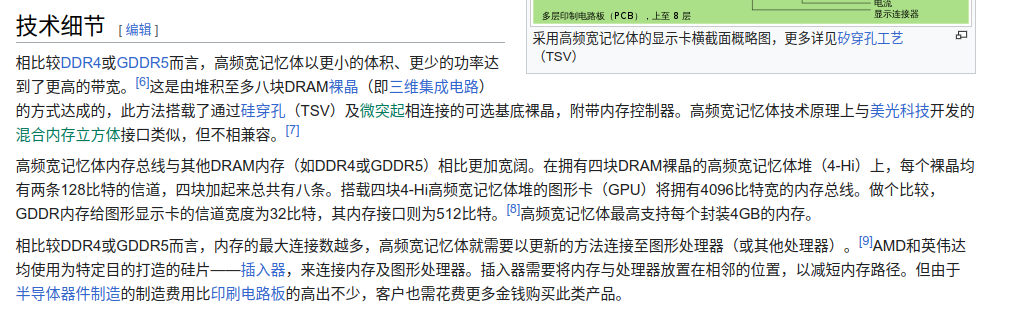 技术细节 [ 编辑 ]
相比较DDR4或GDDR5而言，高频宽记忆体以更小的体积、更少的功率达
到了更高的带宽。[6]这是由堆积至多八块DRAM裸晶（即三维集成电路）
的方式达成的，此方法搭载了通过硅穿孔（TSV）及微突起相连接的可选基底裸晶，附带内存控制器。高频宽记忆体技术原理上与美光科技开发的
混合内存立方体接口类似，但不相兼容。[7]
高频宽记忆体内存总线与其他DRAM内存（如DDR4或GDDR5）相比更加宽阔。在拥有四块DRAM裸晶的高频宽记忆体堆（4-Hi）上，每个裸晶均
有两条128比特的信道，四块加起来总共有八条。搭载四块4-Hi高频宽记忆体堆的图形卡（GPU）将拥有4096比特宽的内存总线。做个比较，
GDDR内存给图形显示卡的信道宽度为32比特，其内存接口则为512比特。[8]高频宽记忆体最高支持每个封装4GB的内存。
相比较DDR4或GDDR5而言，内存的最大连接数越多，高频宽记忆体就需要以更新的方法连接至图形处理器（或其他处理器）。[9]AMD和英伟达
均使用为特定目的打造的硅片——插入器，来连接内存及图形处理器。插入器需要将内存与处理器放置在相邻的位置，以减短内存路径。但由于
半导体器件制造的制造费用比印刷电路板的高出不少，客户也需花费更多金钱购买此类产品。
电流
显示连接器
多层印制电路板（PCB），上至 8 层
采用高频宽记忆体的显示卡横截面概略图，更多详见矽穿孔工艺
（TSV）